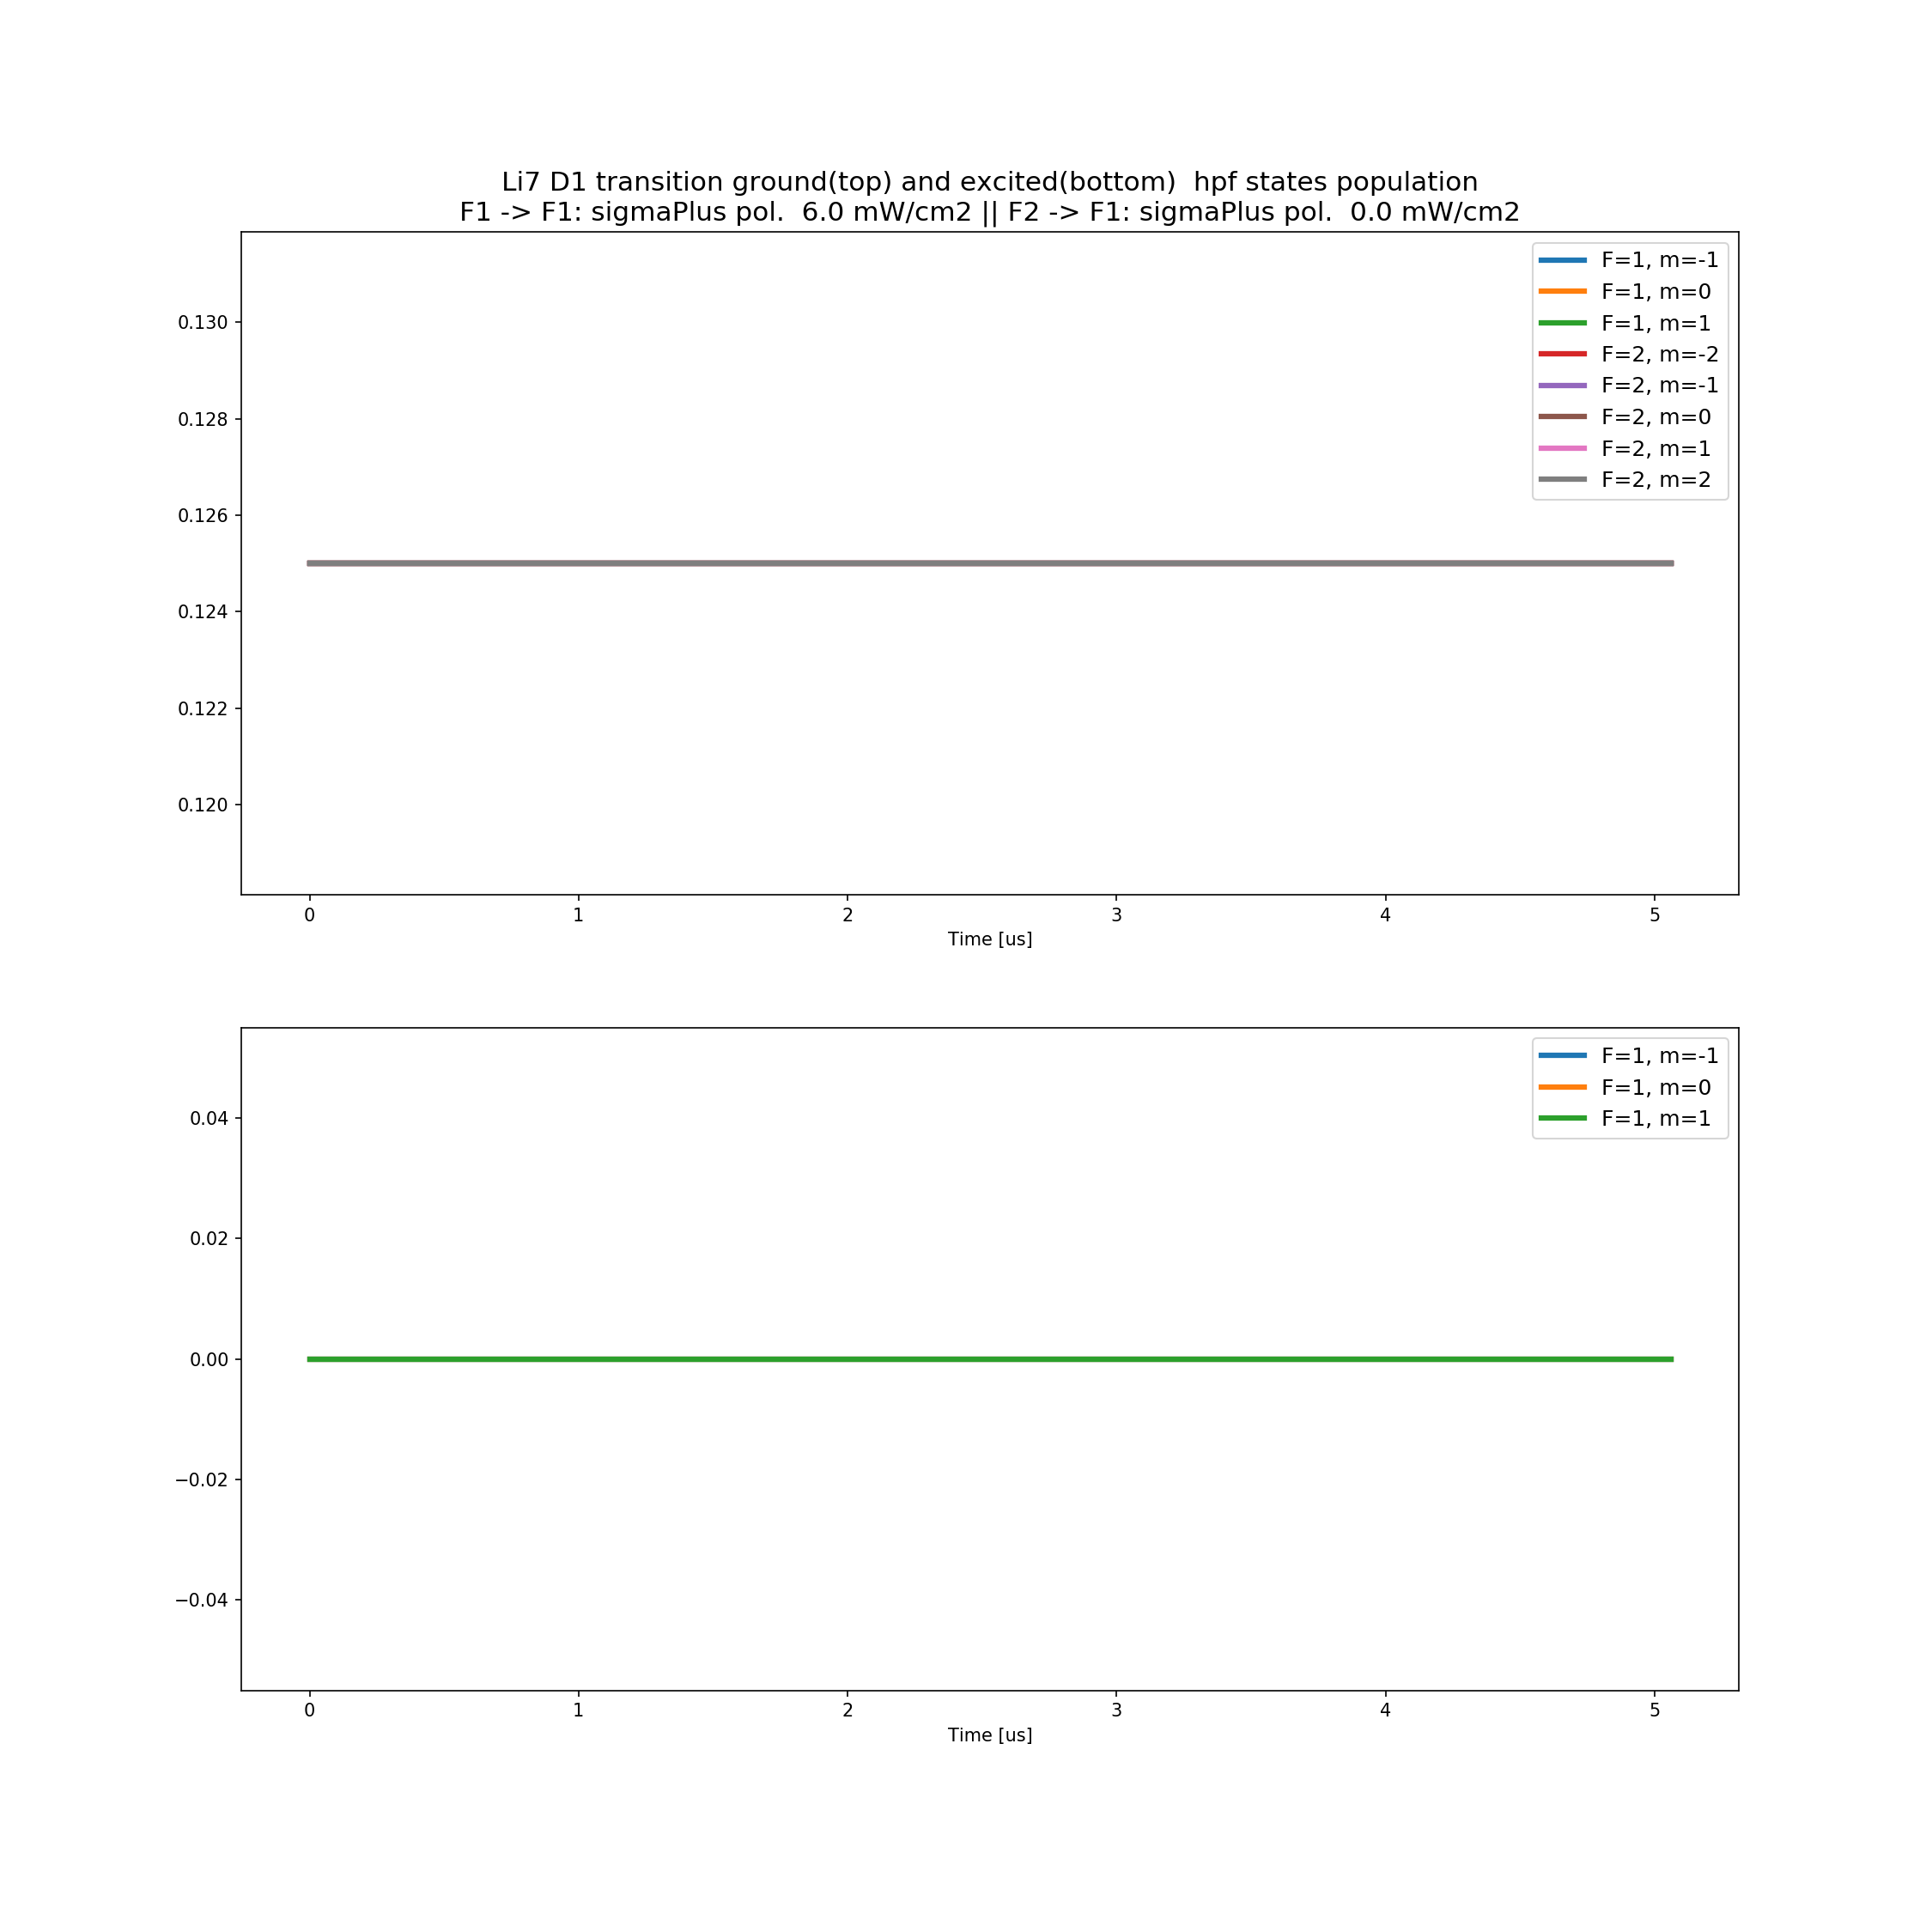 Li7 D1 transition ground(top) and excited(bottom)  hpf states population
F1 -> F1: sigmaPlus pol.  6.0 mW/cm2 || F2 -> F1: sigmaPlus pol.  0.0 mW/cm2
F=1, m=-1
F=1, m=0
F=1, m=1
F=2, m=-2
F=2, m=-1
F=2, m=0
F=2, m=1
F=2, m=2
0.130
0.128
0.126
0.124
0.122
0.120
0 1 2 3 4 5
Time [us]
F=1, m=-1
F=1, m=0
F=1, m=1
0.04
0.02
0.00
−0.02
−0.04
0 1 2 3 4 5
Time [us]